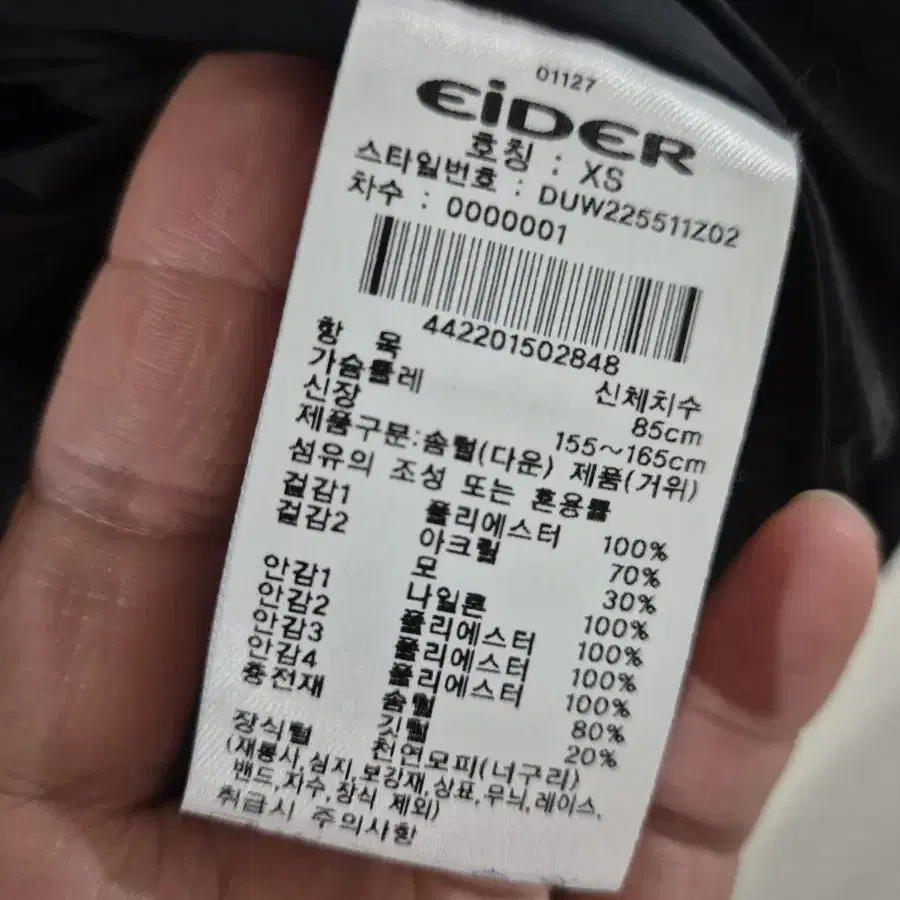 01127
EiDER
호칭 : XS
스타일번호 : DUW225511Z02
차수 : 0000001
442201502848
항 목 신체치수
가슴둘레 85cm
신장 155~165cm
제품구분:솜털(다운) 제품(거위)
섬유의 조성 또는 혼용률
겉감1 폴리에스터 100%
겉감2 아크릴 70%
모 30%
안감1 나일론 100%
안감2 폴리에스터 100%
안감3 폴리에스터 100%
안감4 폴리에스터 100%
충전재 솜털 80%
깃털 20%
장식털 천연모피(너구리)
(재봉사,심지,보강재,상표,무늬,레이스,
밴드,자수,장식 제외)
취급시 주의사항